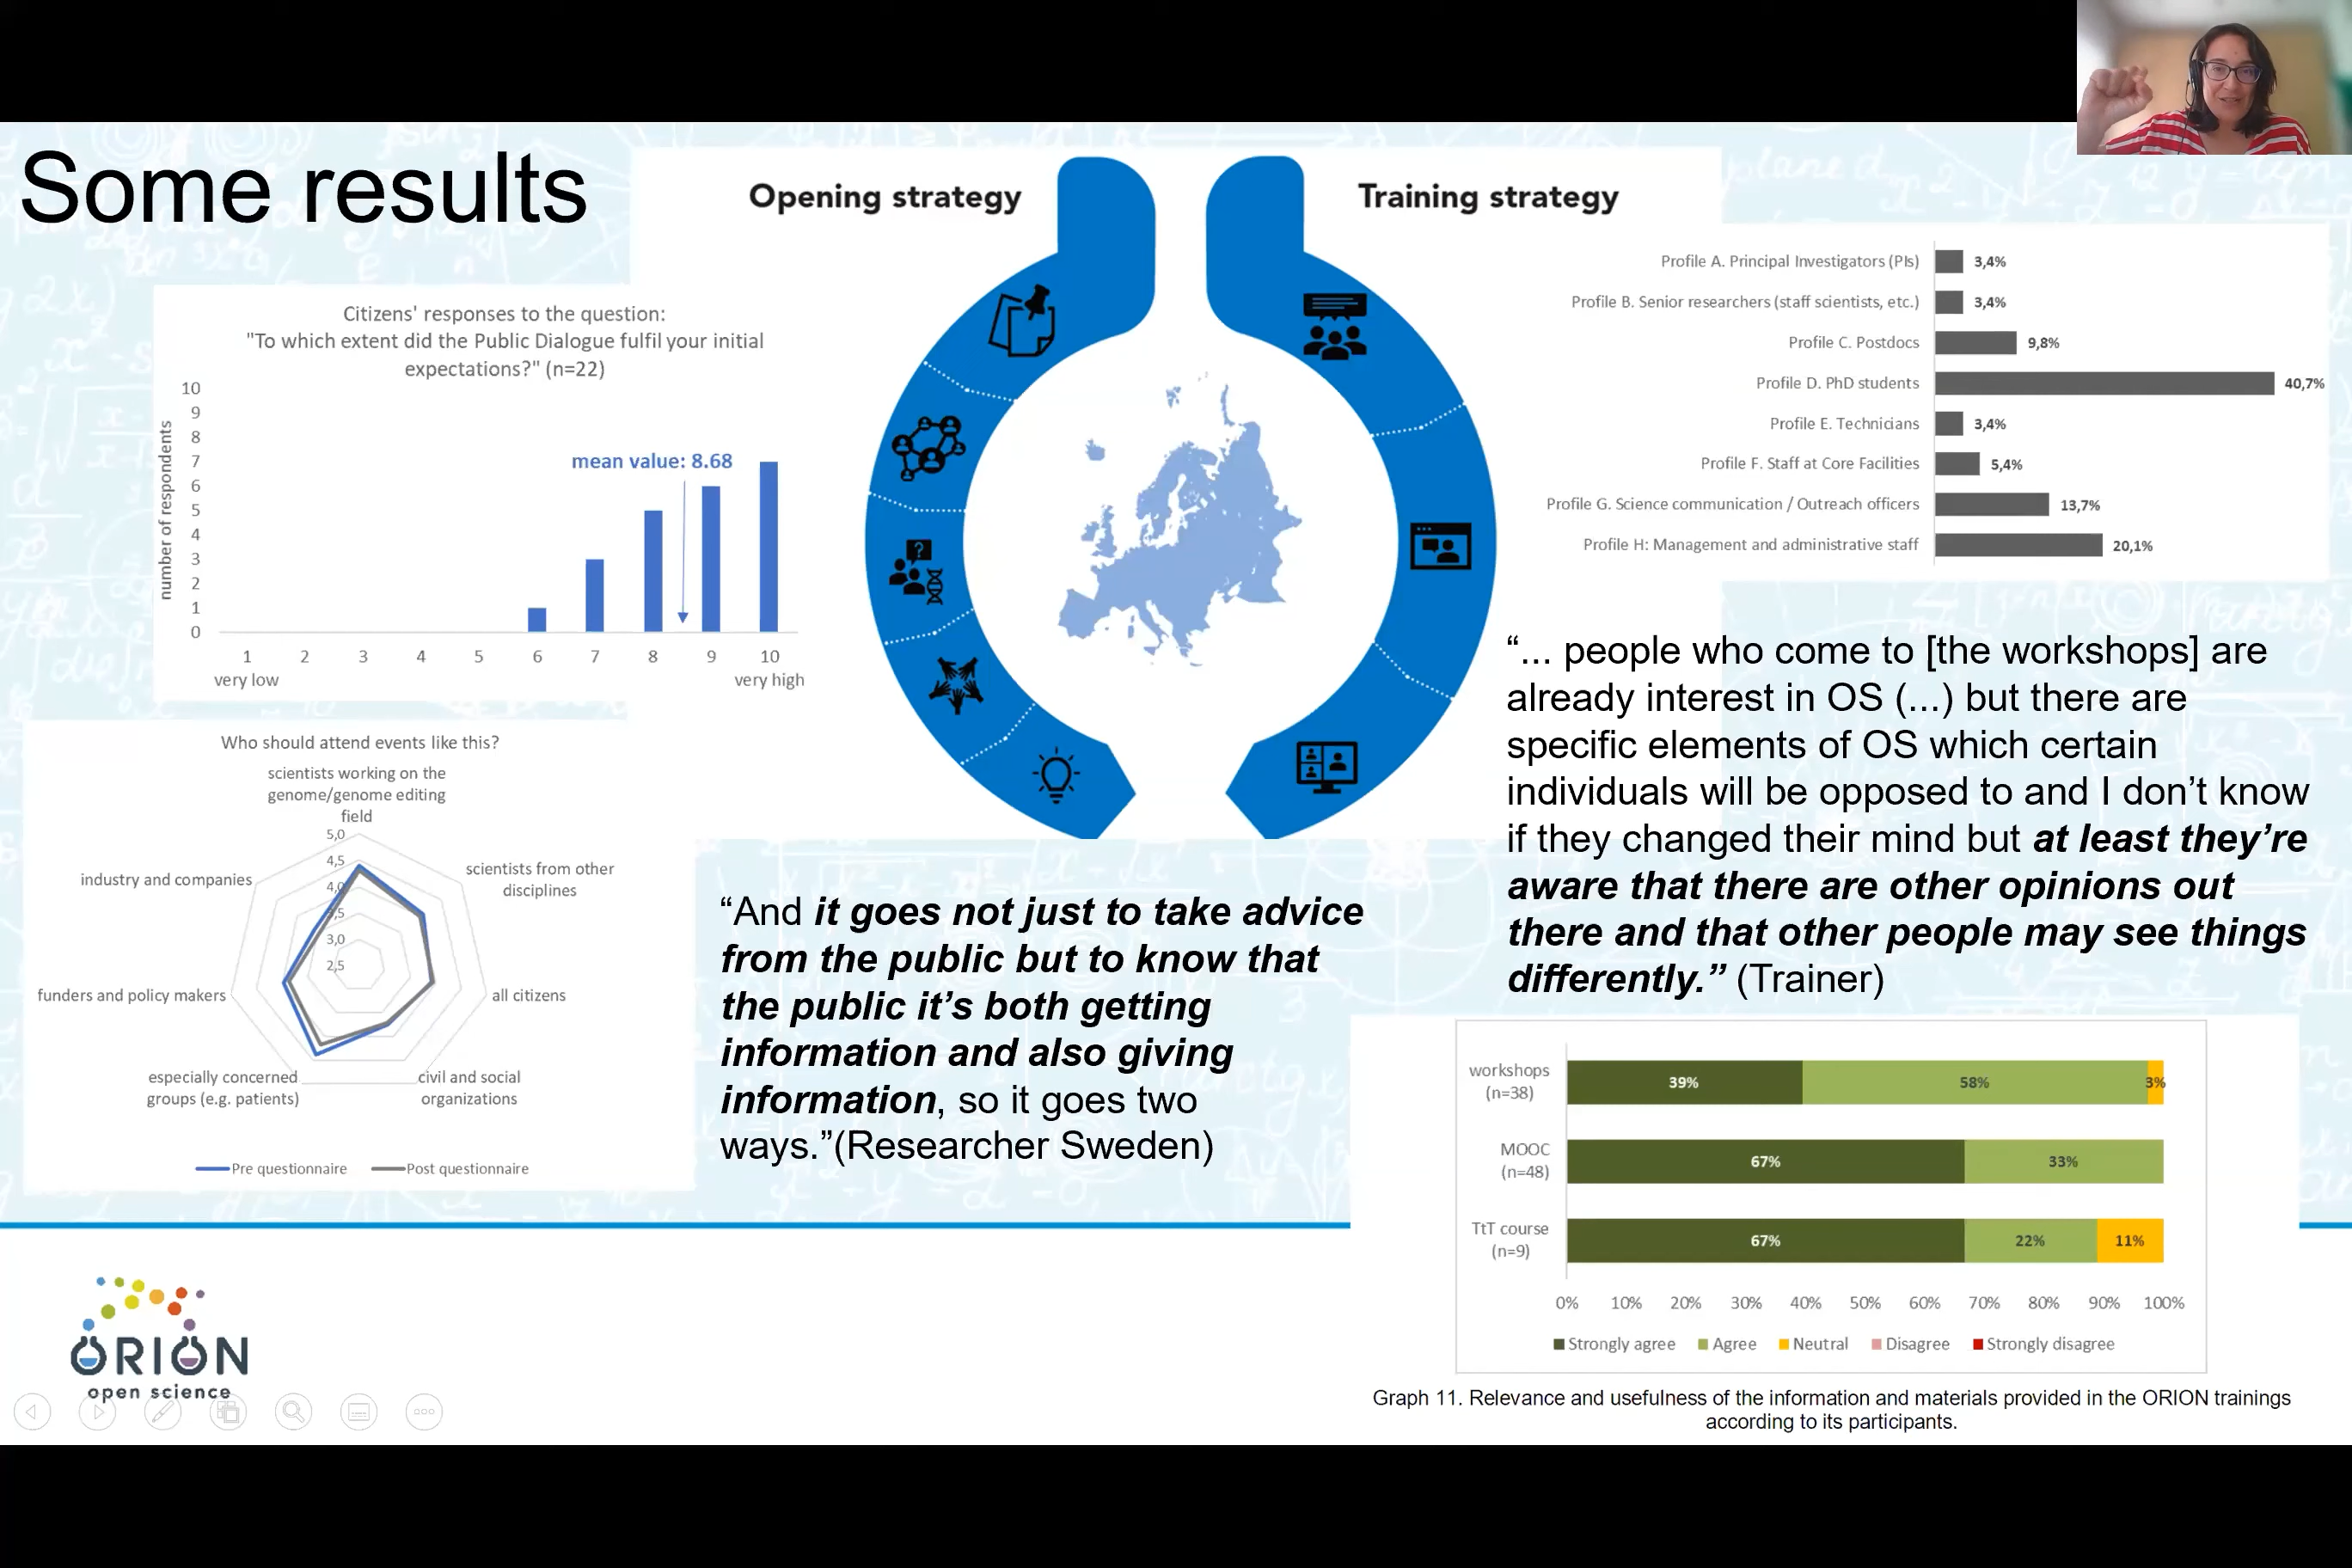 Some results
Opening strategy
Training strategy
Citizens' responses to the question:
"To which extent did the Public Dialogue fulfil your initial
expectations?" (n=22)
number of respondents
10
9
8
7
6
5
4
3
2
1
0
mean value: 8.68
1 2 3 4 5 6 7 8 9 10
very low very high
Who should attend events like this?
scientists working on the
genome/genome editing
field
5,0
4,5
4,0
3,5
3,0
2,5
scientists from other
disciplines
all citizens
civil and social
organizations
especially concerned
groups (e.g. patients)
funders and policy makers
industry and companies
Pre questionnaire Post questionnaire
“And it goes not just to take advice
from the public but to know that
the public it’s both getting
information and also giving
information, so it goes two
ways.”(Researcher Sweden)
Profile A. Principal Investigators (PIs) 3,4%
Profile B. Senior researchers (staff scientists, etc.) 3,4%
Profile C. Postdocs 9,8%
Profile D. PhD students 40,7%
Profile E. Technicians 3,4%
Profile F. Staff at Core Facilities 5,4%
Profile G. Science communication / Outreach officers 13,7%
Profile H: Management and administrative staff 20,1%
“... people who come to [the workshops] are
already interest in OS (...) but there are
specific elements of OS which certain
individuals will be opposed to and I don’t know
if they changed their mind but at least they’re
aware that there are other opinions out
there and that other people may see things
differently.” (Trainer)
workshops
(n=38)
39% 58% 3%
MOOC
(n=48)
67% 33%
TtT course
(n=9)
67% 22% 11%
0% 10% 20% 30% 40% 50% 60% 70% 80% 90% 100%
Strongly agree Agree Neutral Disagree Strongly disagree
Graph 11. Relevance and usefulness of the information and materials provided in the ORION trainings
according to its participants.
ORION
open science